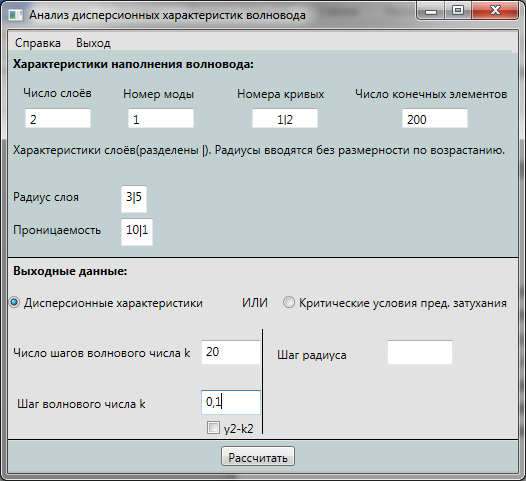 Анализ дисперсионных характеристик волновода
Справка Выход
Характеристики наполнения волновода:
Число слоёв Номер моды Номера кривых Число конечных элементов
2 1 1|2 200
Характеристики слоёв(разделены |). Радиусы вводятся без размерности по возрастанию.
Радиус слоя 3|5
Проницаемость 10|1
Выходные данные:
Дисперсионные характеристики ИЛИ Критические условия пред. затухания
Число шагов волнового числа k 20 Шаг радиуса
Шаг волнового числа k 0,1
y2-k2
Рассчитать